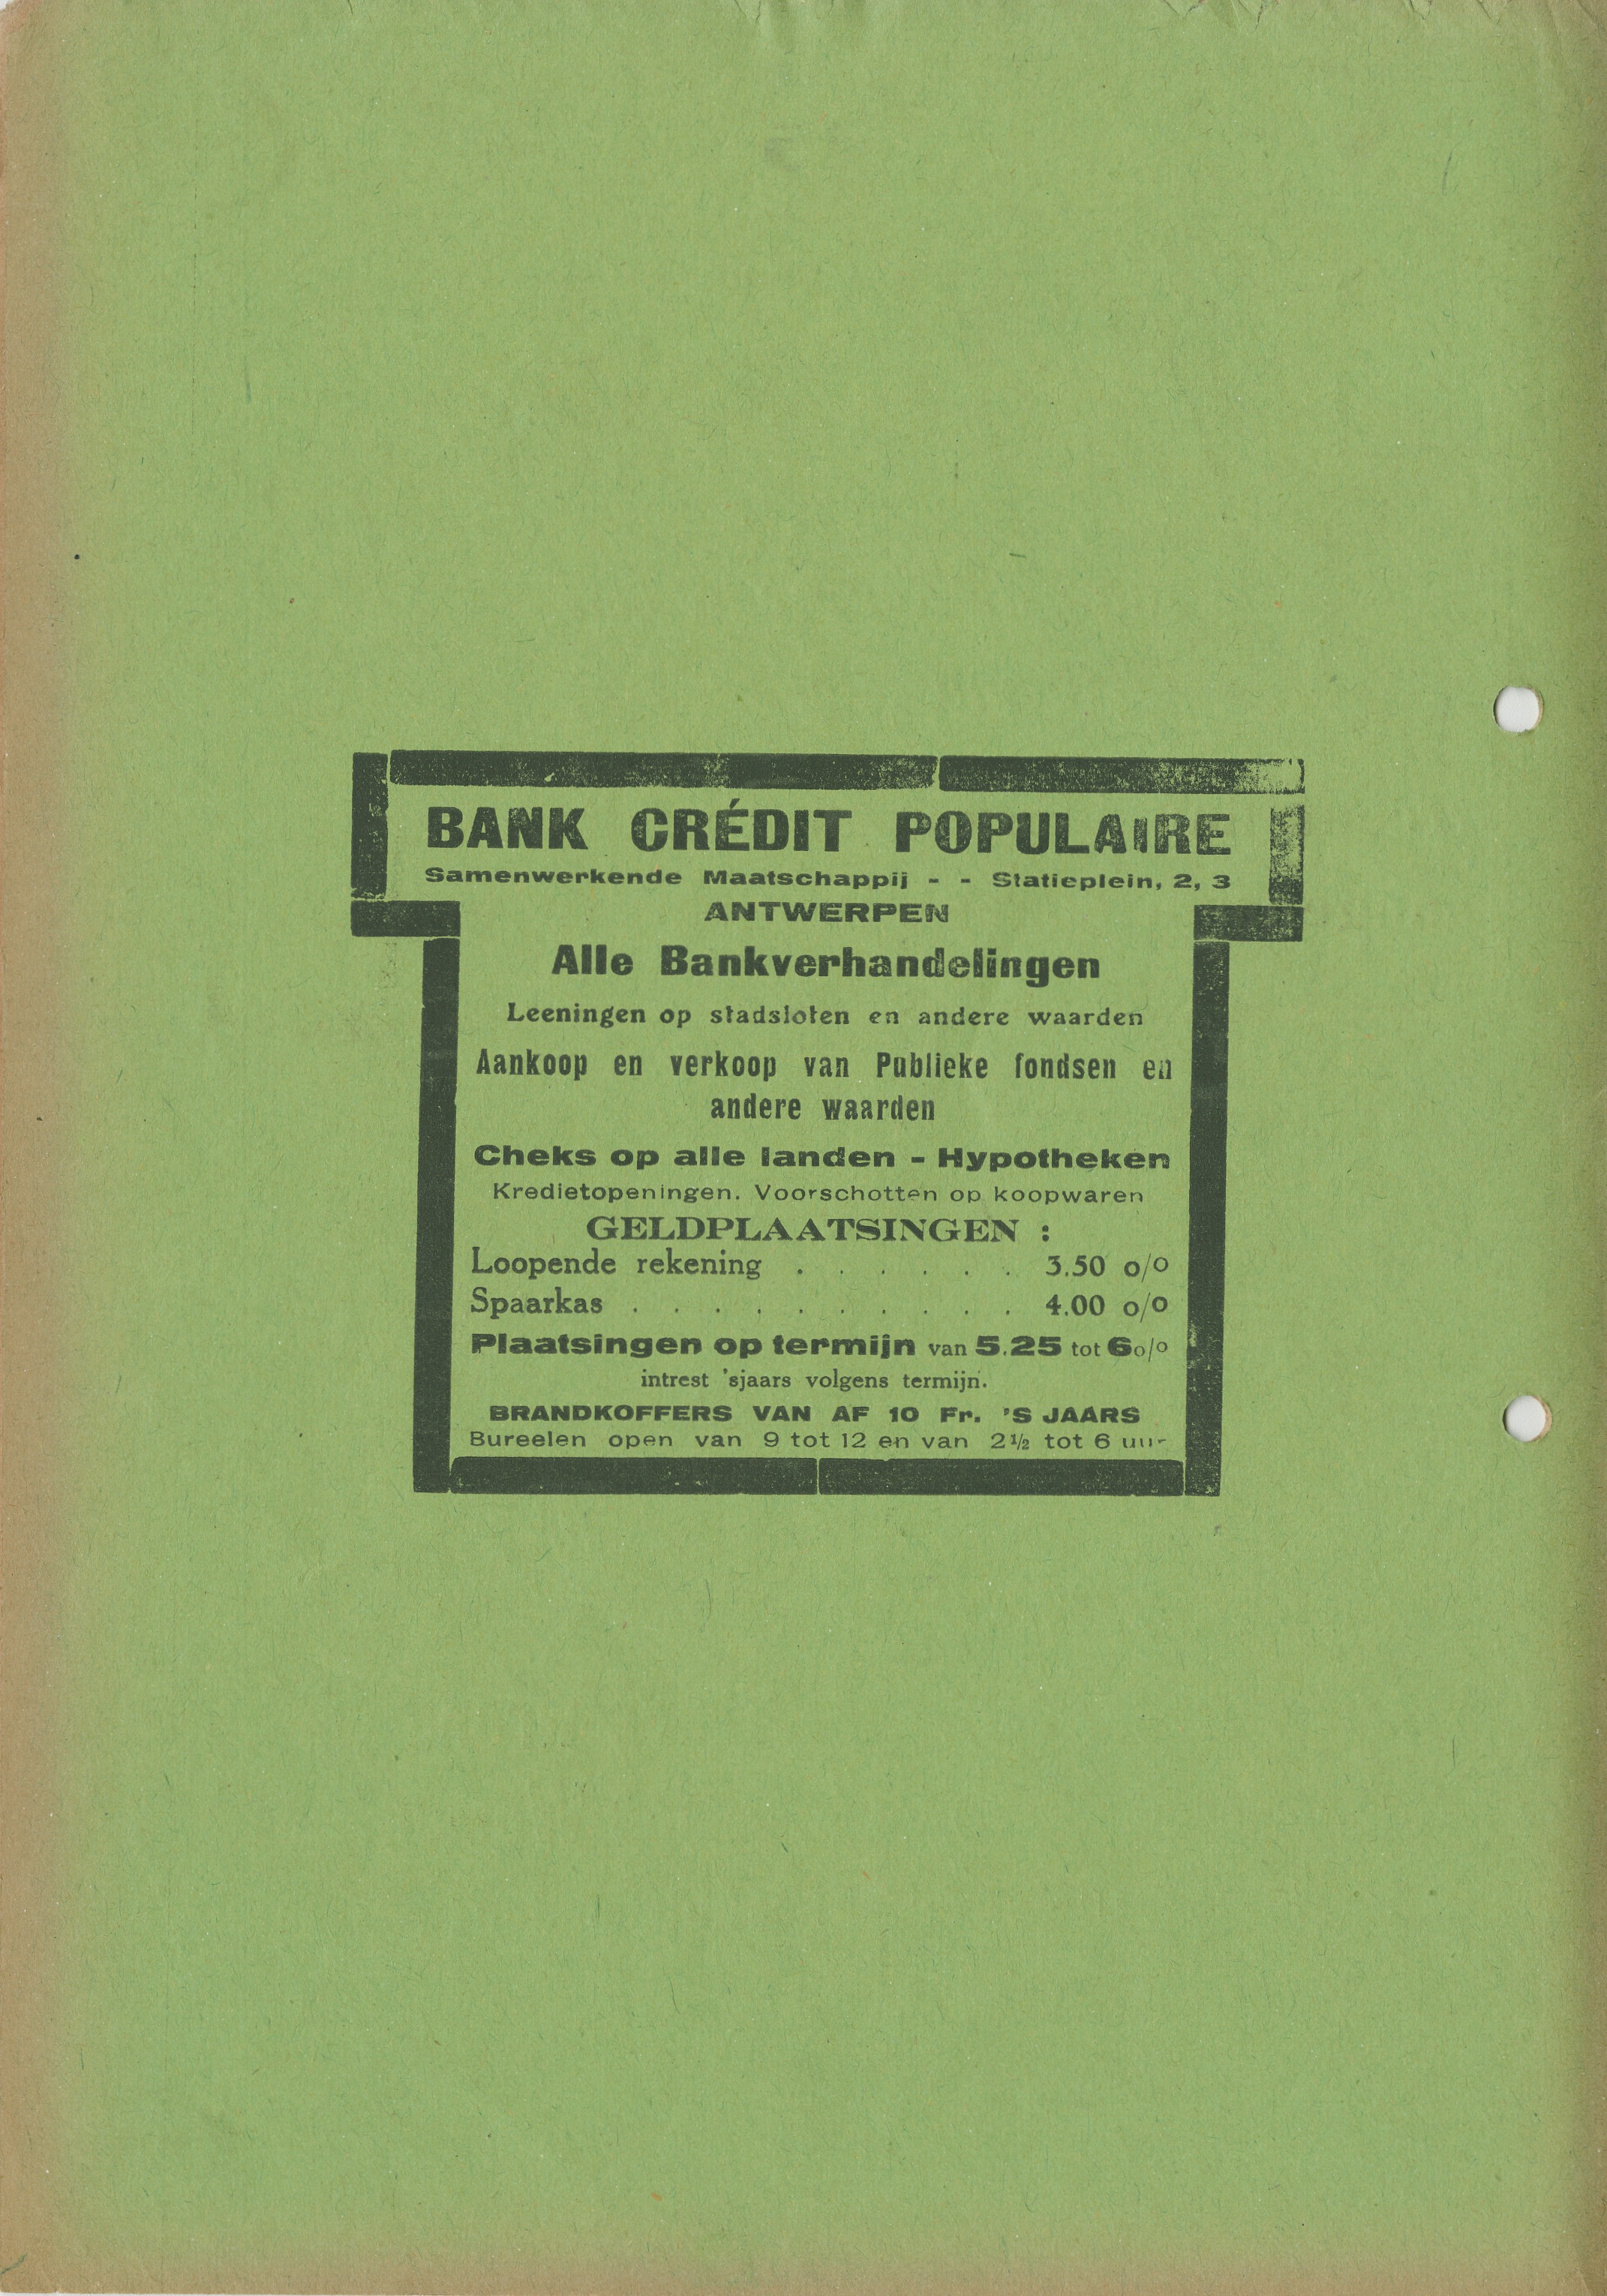 BANK CRÉDIT POPULAIRE
Samenwerkende Maatschappij - - Statieplein, 2, 3
ANTWERPEN
Alle Bankverhandelingen
Leeningen op stadsloten en andere waarden
Aankoop en verkoop van Publieke fondsen en
andere waarden
Cheks op alle landen - Hypotheken
Kredietopeningen. Voorschotten op koopwaren
GELDPLAATSINGEN :
Loopende rekening . . . . . . 3.50 o/o
Spaarkas . . . . . . . . . . 4.00 o/o
Plaatsingen op termijn van 5.25 tot 6 o/o
intrest 'sjaars volgens termijn.
BRANDKOFFERS VAN AF 10 Fr. 'S JAARS
Bureelen open van 9 tot 12 en van 2 1/2 tot 6 uur